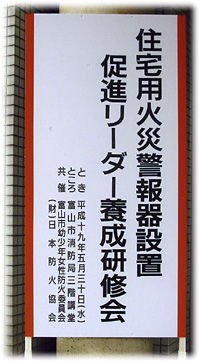 住宅用火災警報器設置
促進リーダー養成研修会
とき 平成十九年五月三十日(水)
ところ 富山市消防局三階講堂
共催 富山市幼少年女性防火委員会
(財)日本防火協会